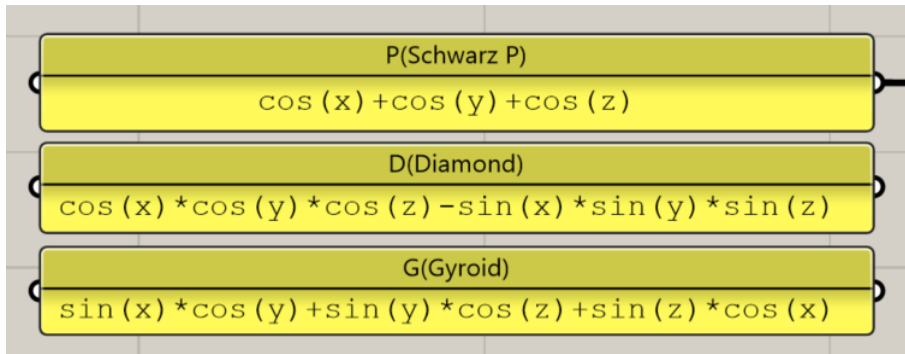 P(Schwarz P)
cos(x)+cos(y)+cos(z)
D(Diamond)
cos(x)*cos(y)*cos(z)-sin(x)*sin(y)*sin(z)
G(Gyroid)
sin(x)*cos(y)+sin(y)*cos(z)+sin(z)*cos(x)